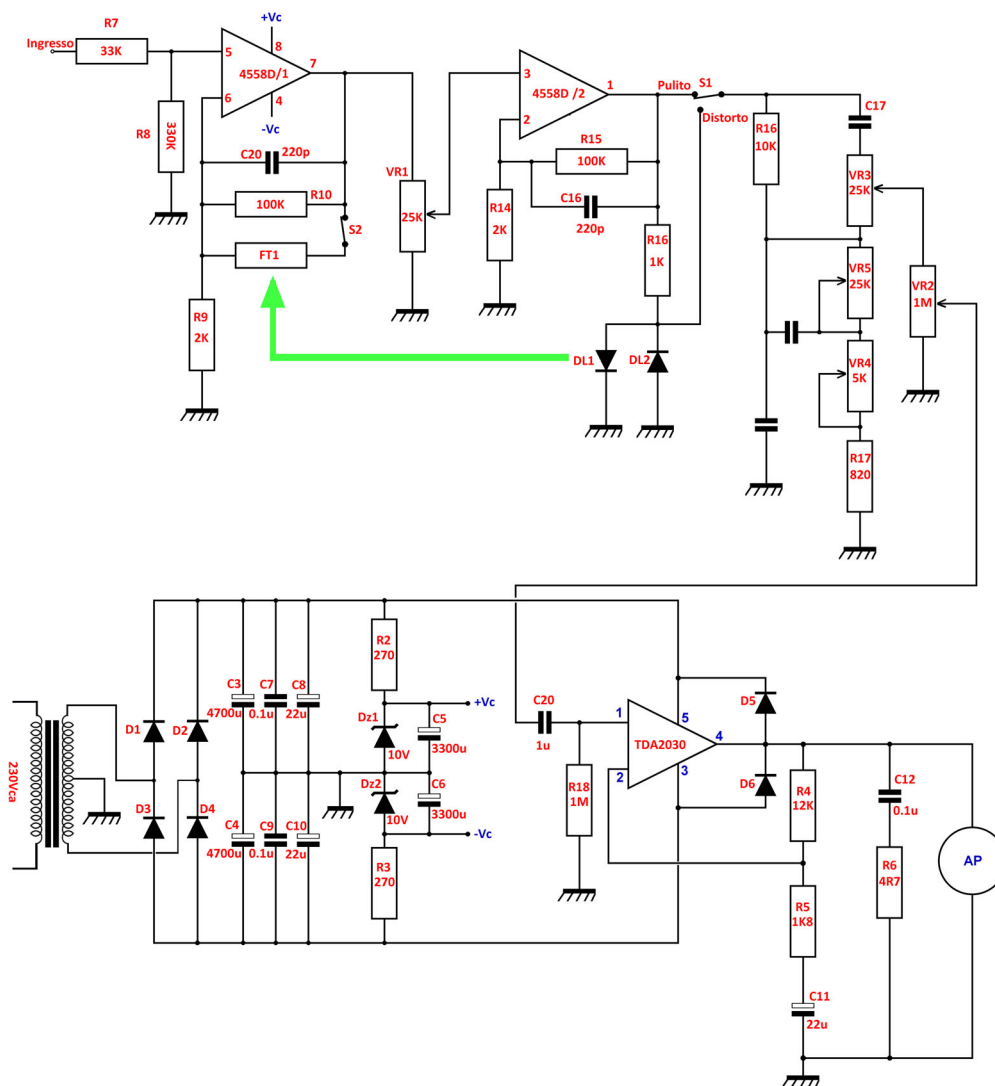 R7
Ingresso
33K
+Vc
8
5
4558D/1
7
6
4
-Vc
R8
330K
C20
220p
R10
100K
S2
FT1
R9
2K
VR1
25K
3
4558D /2
1
2
Pulito
S1
Distorto
R15
100K
C16
220p
R14
2K
R16
1K
DL1
DL2
R16
10K
C17
VR3
25K
VR5
25K
VR4
5K
R17
820
VR2
1M
230Vca
D1
D2
D3
D4
C3
4700u
C7
0.1u
C8
22u
C4
4700u
C9
0.1u
C10
22u
R2
270
Dz1
10V
C5
3300u
+Vc
Dz2
10V
C6
3300u
-Vc
R3
270
C20
1u
R18
1M
1
5
TDA2030
4
2
3
D5
D6
R4
12K
R5
1K8
C11
22u
C12
0.1u
R6
4R7
AP